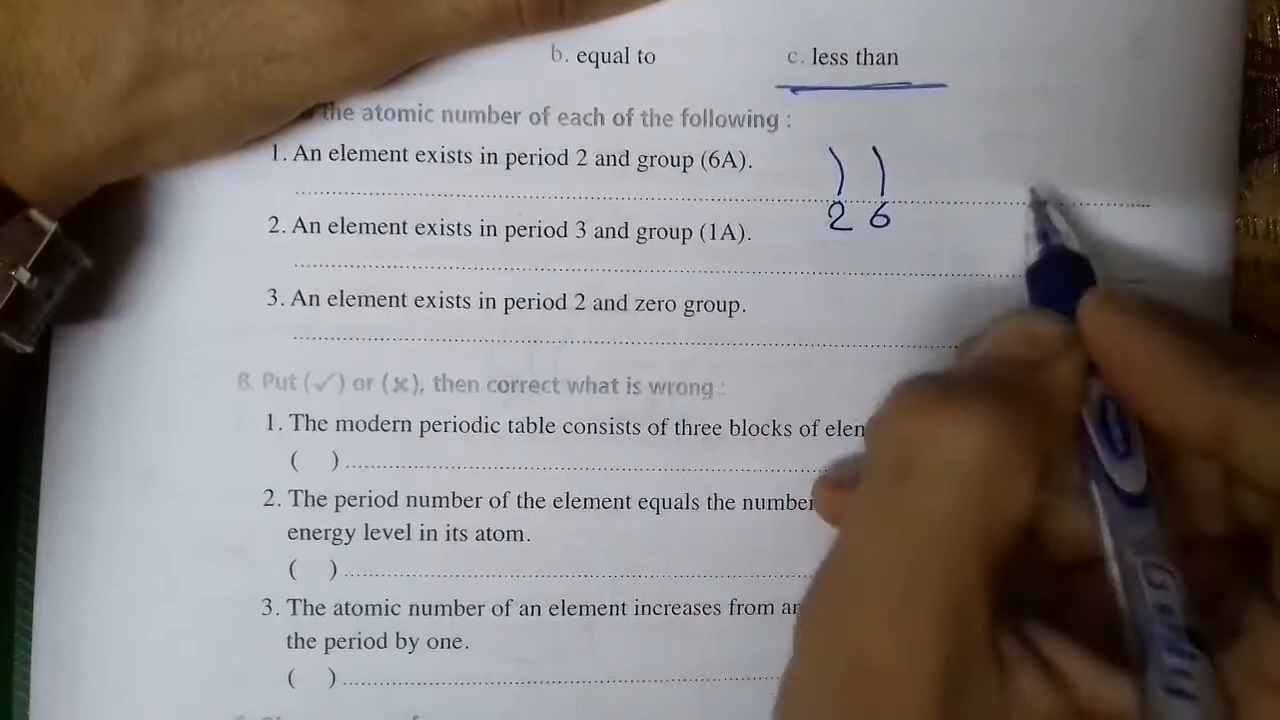 b. equal to c. less than
the atomic number of each of the following :
1. An element exists in period 2 and group (6A).
2 6
2. An element exists in period 3 and group (1A).
3. An element exists in period 2 and zero group.
B. Put (✓) or (×), then correct what is wrong :
1. The modern periodic table consists of three blocks of
( )
2. The period number of the element equals the number
energy level in its atom.
( )
3. The atomic number of an element increases from
the period by one.
( )